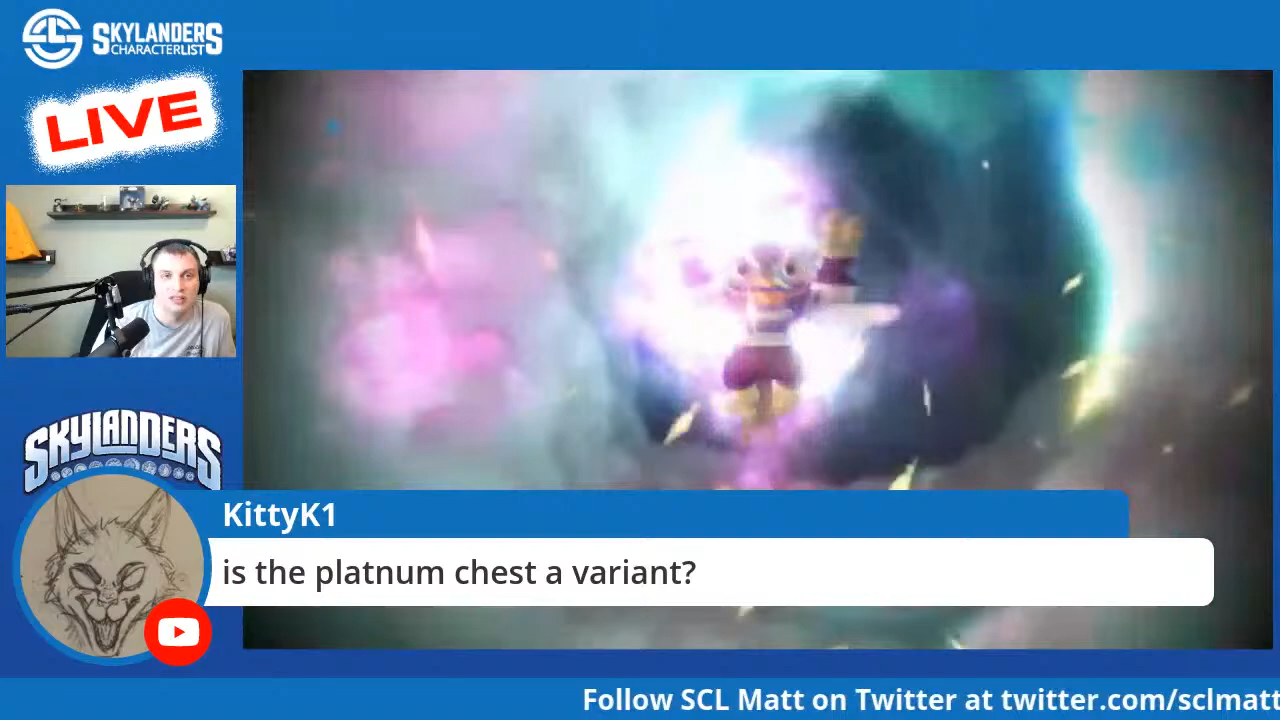 SKYLANDERS
CHARACTERLIST
LIVE
SKYLANDERS
KittyK1
is the platnum chest a variant?
Follow SCL Matt on Twitter at twitter.com/sclmatt